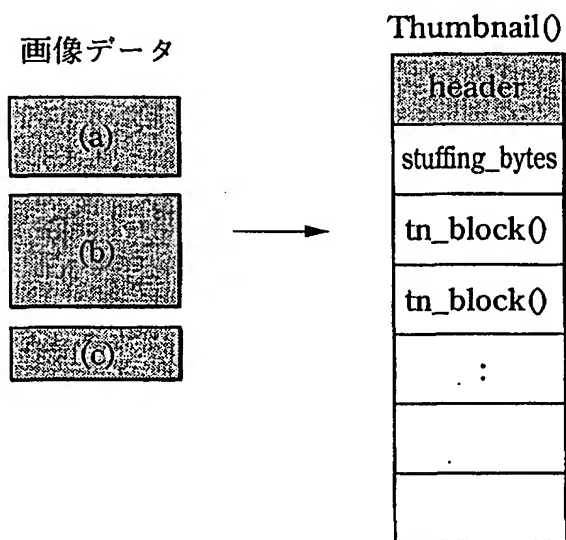 画像データ
(a)
(b)
(c)
Thumbnail()
header
stuffing_bytes
tn_block()
tn_block()
: